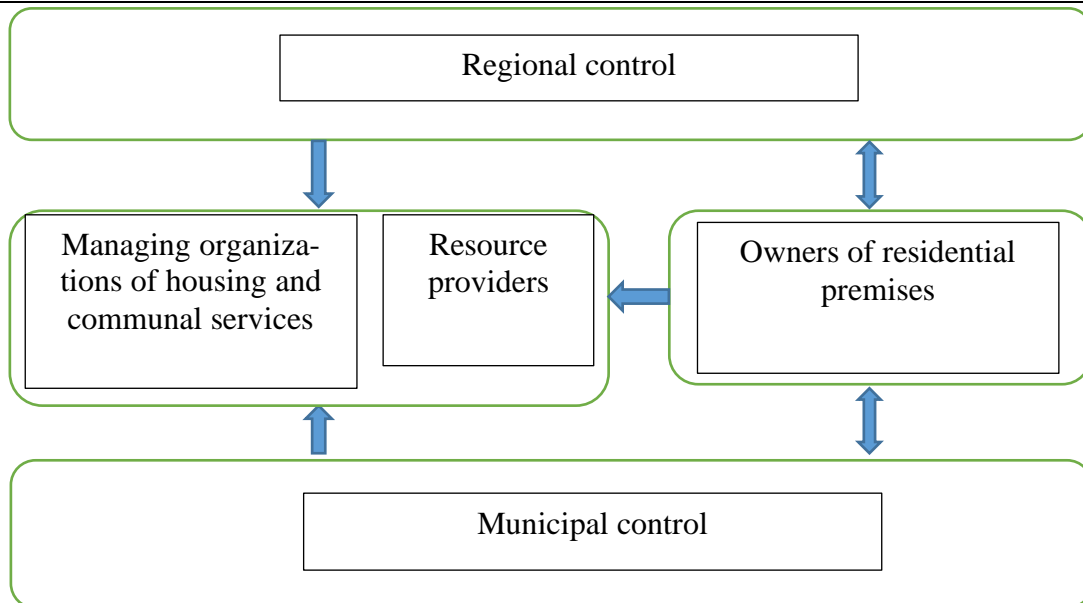 Regional control
Managing organiza-
tions of housing and
communal services
Resource
providers
Owners of residential
premises
Municipal control